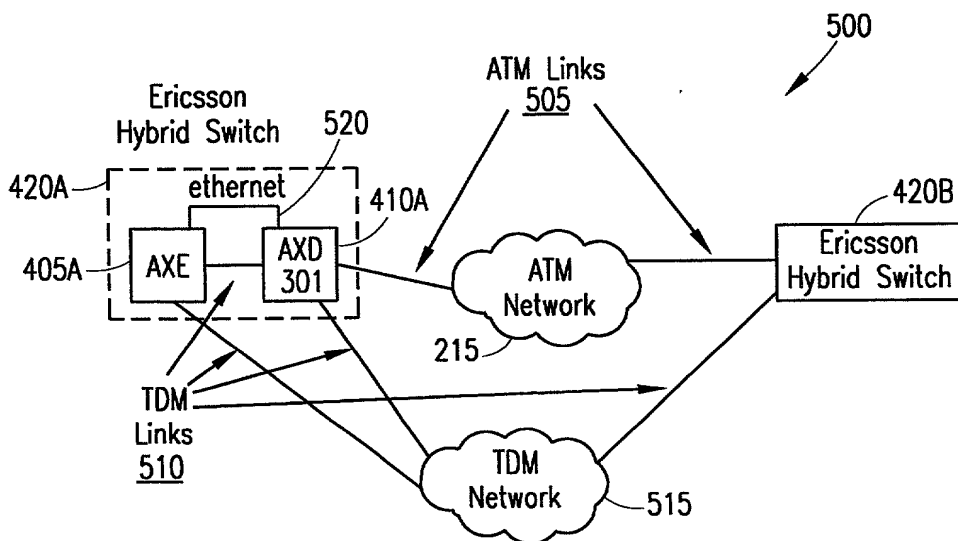 500
ATM Links
505
Ericsson
Hybrid Switch
520
420A
ethernet
410A
420B
405A
AXE
AXD
301
ATM
Network
Ericsson
Hybrid Switch
215
TDM
Links
510
TDM
Network
515